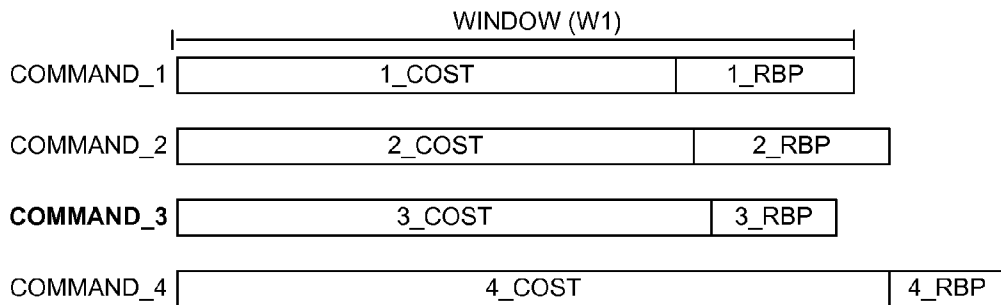 WINDOW (W1)
COMMAND_1 1_COST 1_RBP
COMMAND_2 2_COST 2_RBP
COMMAND_3 3_COST 3_RBP
COMMAND_4 4_COST 4_RBP